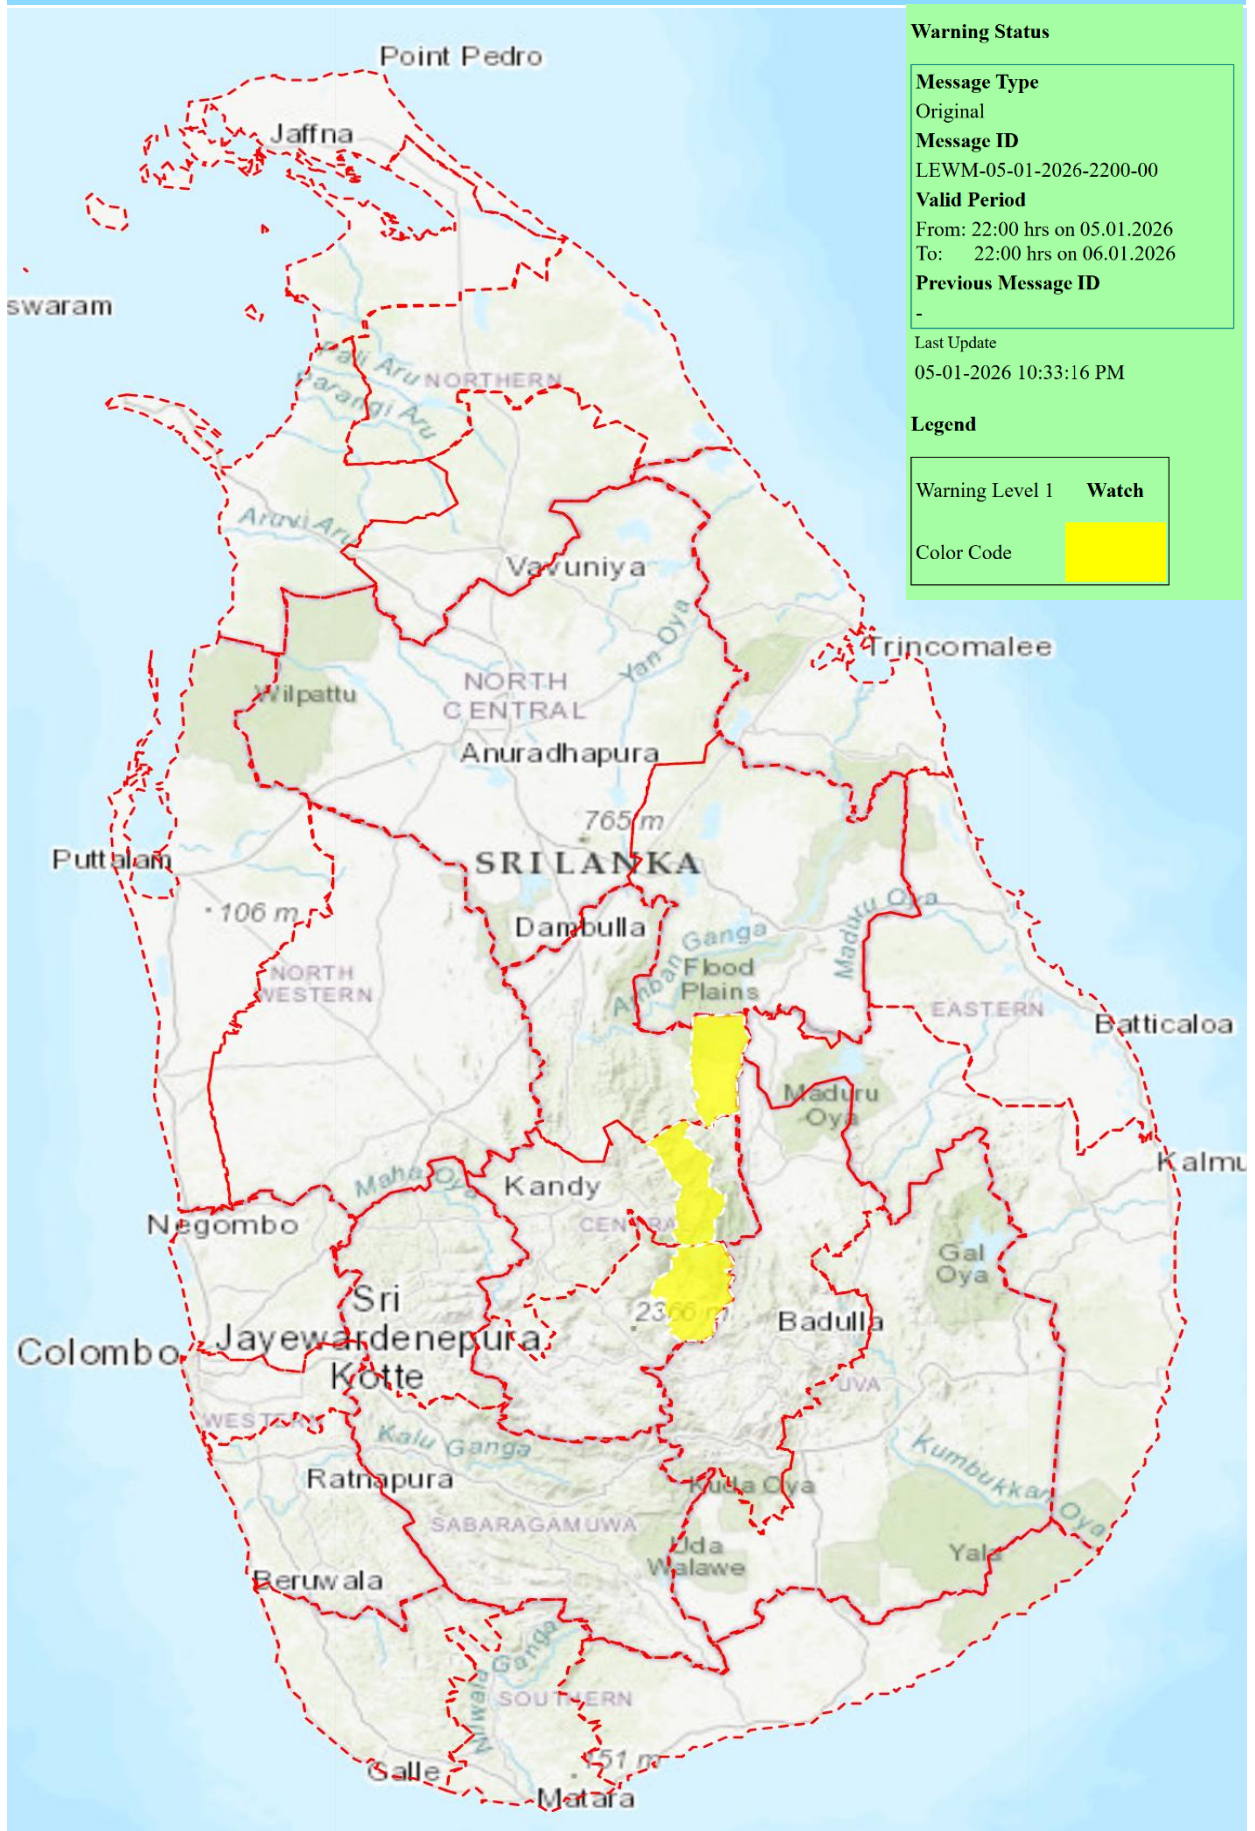 Warning Status
Message Type
Original
Message ID
LEWM-05-01-2026-2200-00
Valid Period
From: 22:00 hrs on 05.01.2026
To: 22:00 hrs on 06.01.2026
Previous Message ID
-
Last Update
05-01-2026 10:33:16 PM
Legend
Warning Level 1 Watch
Color Code
Point Pedro
Jaffna
swaram
Pali Aru
NORTHERN
Parangi Aru
Aruvi Aru
Vavuniya
Yan Oya
Trincomalee
Wilpattu
NORTH
CENTRAL
Anuradhapura
765 m
Puttalam
SRI LANKA
106 m
Dambulla
Maduru Oya
Amban Ganga
Flood
Plains
NORTH
WESTERN
EASTERN
Batticaloa
Maduru
Oya
Kalmu
Maha Oya
Kandy
Negombo
CENTRA
Gal
Oya
Sri
Jayewardenepura
Kotte
2366 m
Badulla
Colombo
UVA
WESTERN
Kalu Ganga
Kumbukkan Oya
Ratnapura
Kuda Oya
SABARAGAMUWA
Uda
Walawe
Yala
Beruwala
Nilwala Ganga
SOUTHERN
151 m
Galle
Matara